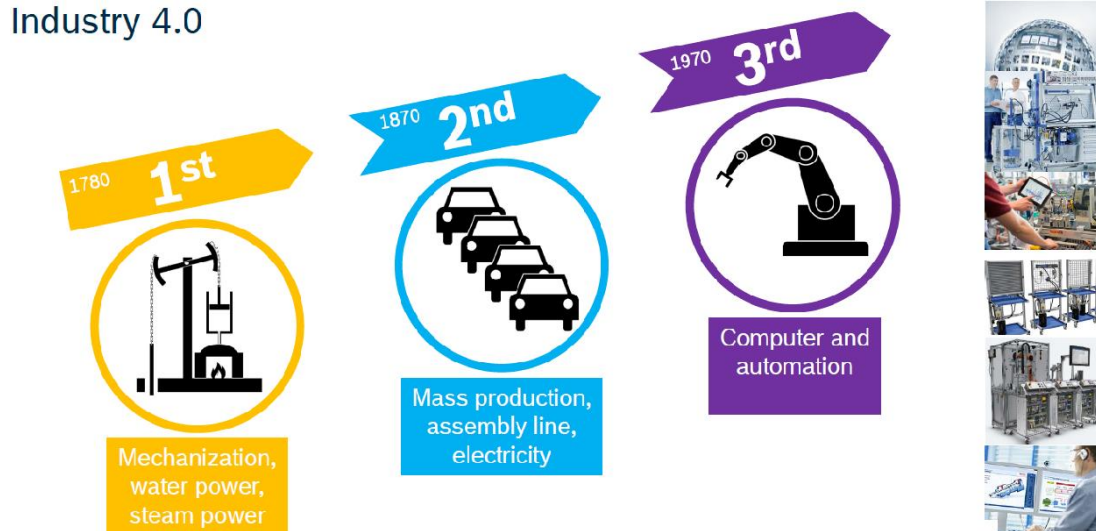 Industry 4.0
1780 1st
Mechanization,
water power,
steam power
1870 2nd
Mass production,
assembly line,
electricity
1970 3rd
Computer and
automation